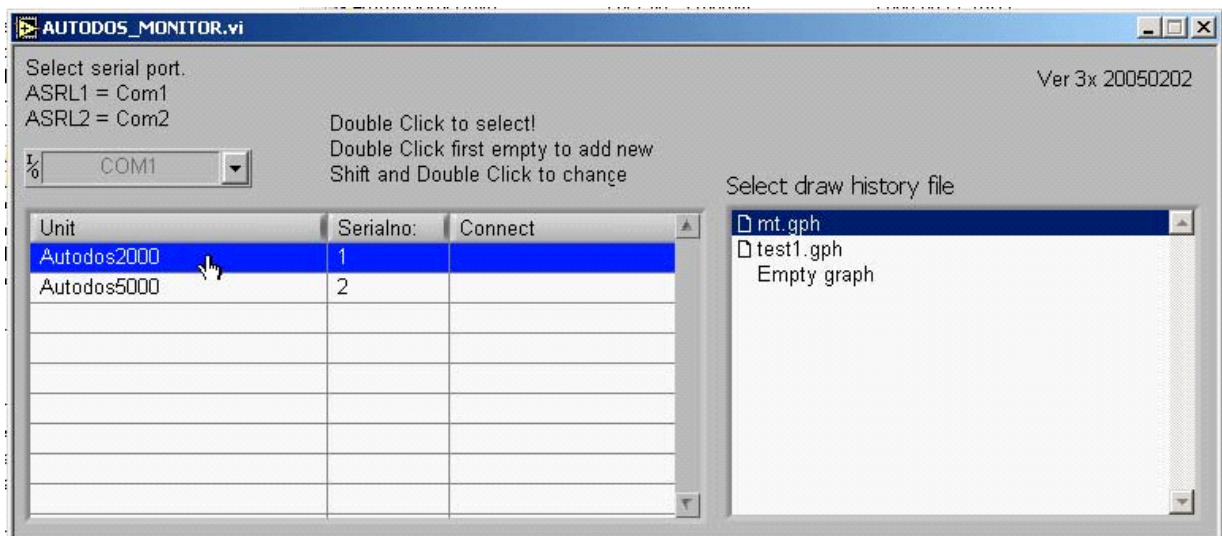 AUTODOS_MONITOR.vi
Select serial port.
ASRL1 = Com1
ASRL2 = Com2
Ver 3x 20050202
Double Click to select!
Double Click first empty to add new
Shift and Double Click to change
I/O COM1
Select draw history file
Unit Serialno: Connect
Autodos2000 1
Autodos5000 2
mt.gph
test1.gph
Empty graph